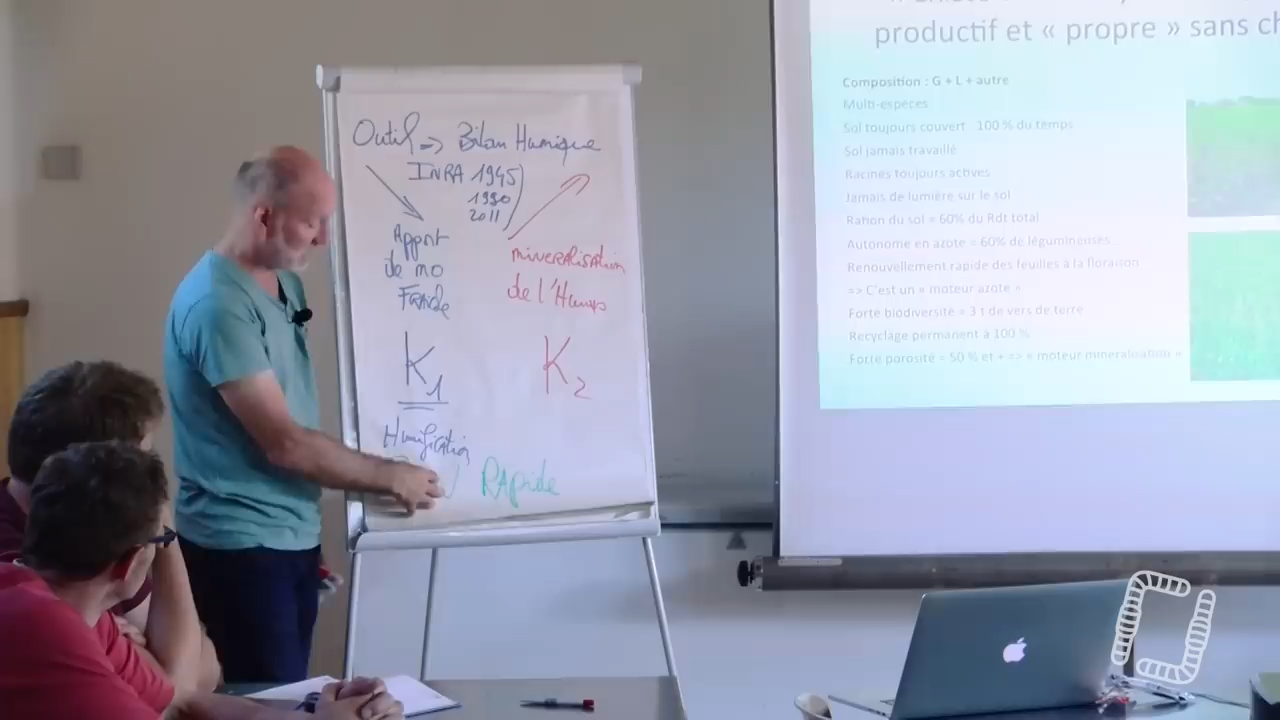 Outil => Bilan Humique
INRA 1945
1990
2011
Apport
de mo
Fraîche
minéralisation
de l'Humus
K1
K2
Humification
RApide
productif et « propre » sans
Composition : G + L + autre
Multi-espèces
Sol toujours couvert : 100 % du temps
Sol jamais travaillé
Racines toujours actives
Jamais de lumière sur le sol
Ration du sol = 60% du Rdt total
Autonome en azote = 60% de légumineuses
Renouvellement rapide des feuilles à la floraison
=> C'est un « moteur azote »
Forte biodiversité = 3 t de vers de terre
Recyclage permanent à 100 %
Forte porosité = 50 % et + => « moteur minéralisation »